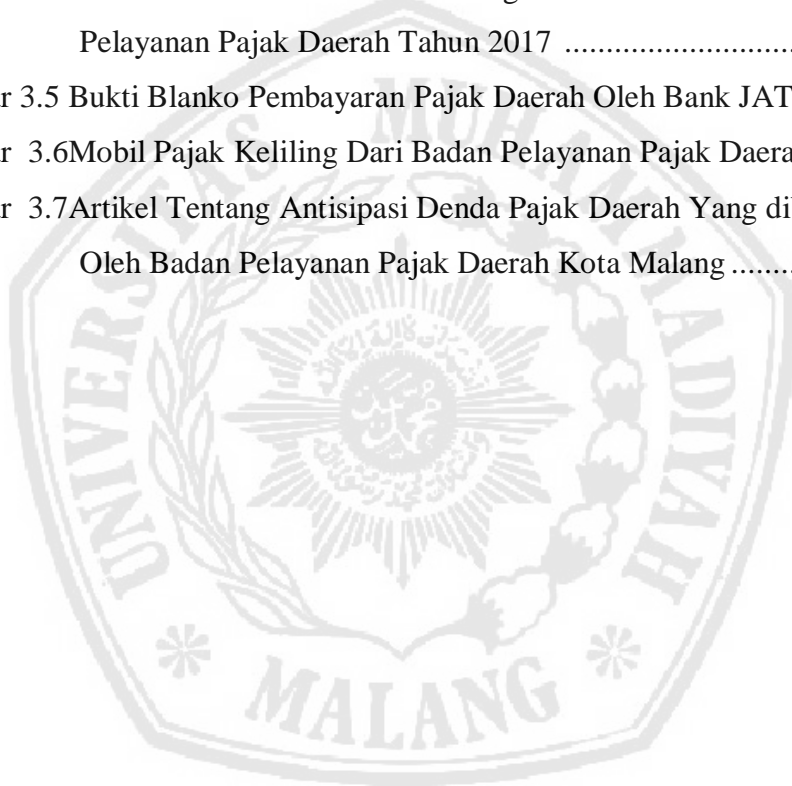 Pelayanan Pajak Daerah Tahun 2017 ............................
r 3.5 Bukti Blanko Pembayaran Pajak Daerah Oleh Bank JAT
r 3.6Mobil Pajak Keliling Dari Badan Pelayanan Pajak Daera
r 3.7Artikel Tentang Antisipasi Denda Pajak Daerah Yang di
Oleh Badan Pelayanan Pajak Daerah Kota Malang ........
UNIVERSITAS MUHAMMADIYAH
MALANG